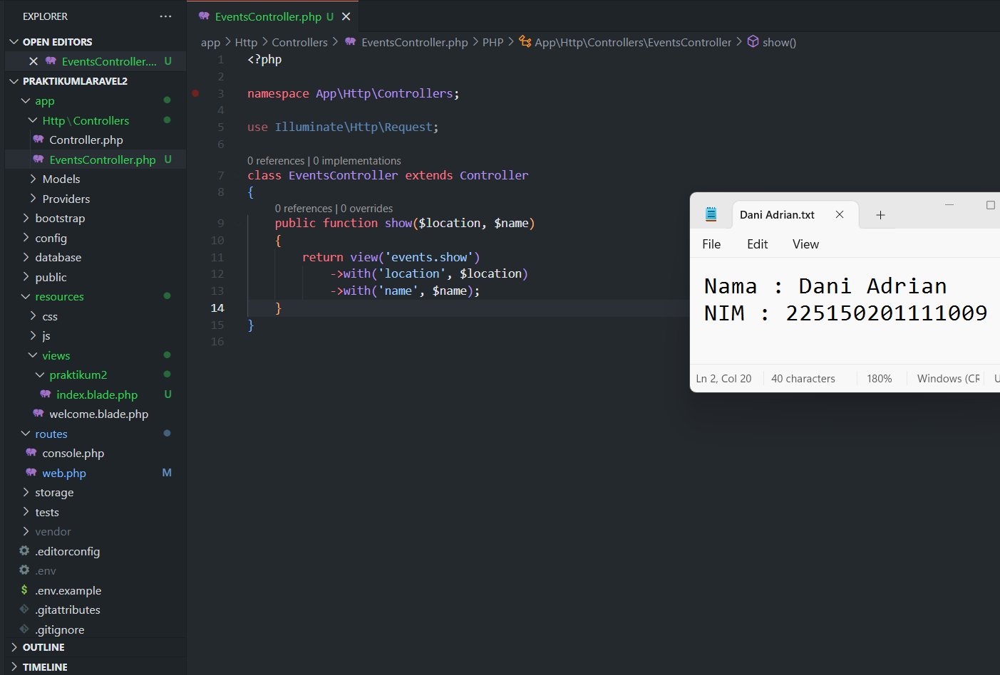 EXPLORER
OPEN EDITORS
EventsController.... U
PRAKTIKUMLARAVEL2
app
Http\Controllers
Controller.php
EventsController.php U
Models
Providers
bootstrap
config
database
public
resources
css
js
views
praktikum2
index.blade.php U
welcome.blade.php
routes
console.php
web.php M
storage
tests
vendor
.editorconfig
.env
.env.example
.gitattributes
.gitignore
OUTLINE
TIMELINE
EventsController.php U
app > Http > Controllers > EventsController.php > PHP > App\Http\Controllers\EventsController > show()
1 <?php
2
3 namespace App\Http\Controllers;
4
5 use Illuminate\Http\Request;
6
0 references | 0 implementations
7 class EventsController extends Controller
8 {
0 references | 0 overrides
9 public function show($location, $name)
10 {
11 return view('events.show')
12 ->with('location', $location)
13 ->with('name', $name);
14 }
15 }
16
Dani Adrian.txt
File Edit View
Nama : Dani Adrian
NIM : 225150201111009
Ln 2, Col 20 40 characters 180% Windows (CR